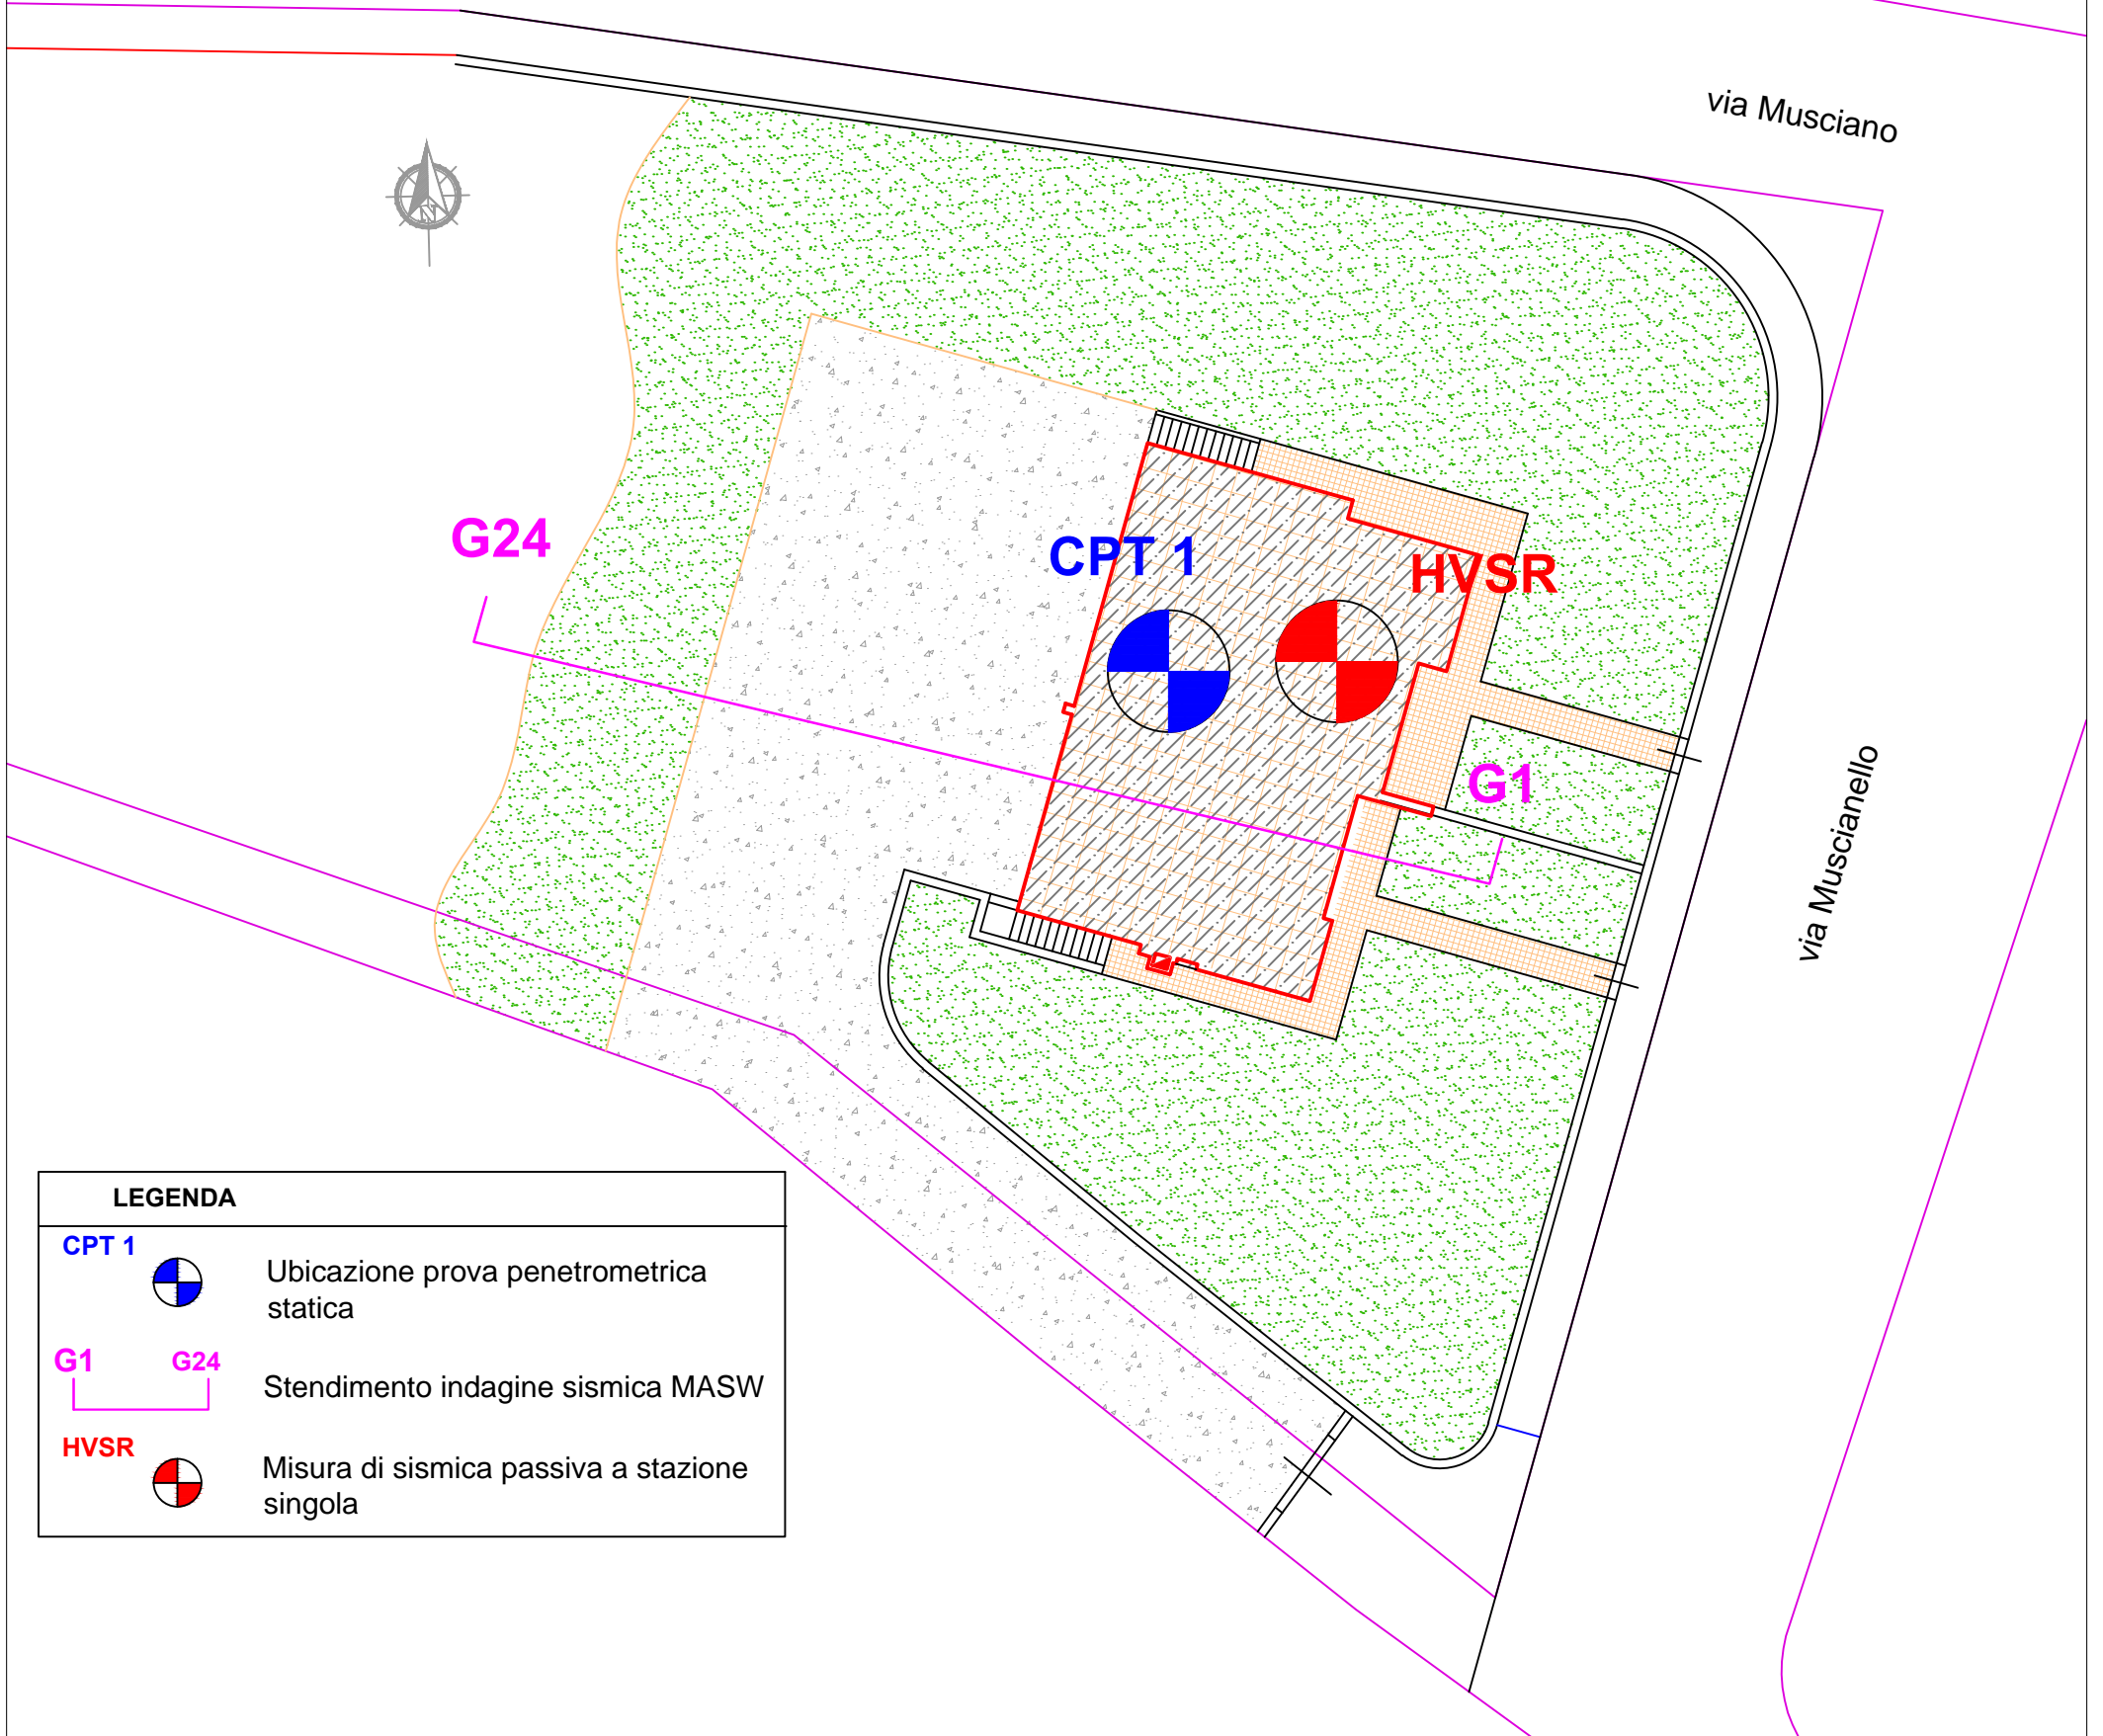 via Musciano
N
G24
CPT 1
HVSR
G1
via Muscianello
LEGENDA
CPT 1
Ubicazione prova penetrometrica
statica
G1 G24
Stendimento indagine sismica MASW
HVSR
Misura di sismica passiva a stazione
singola